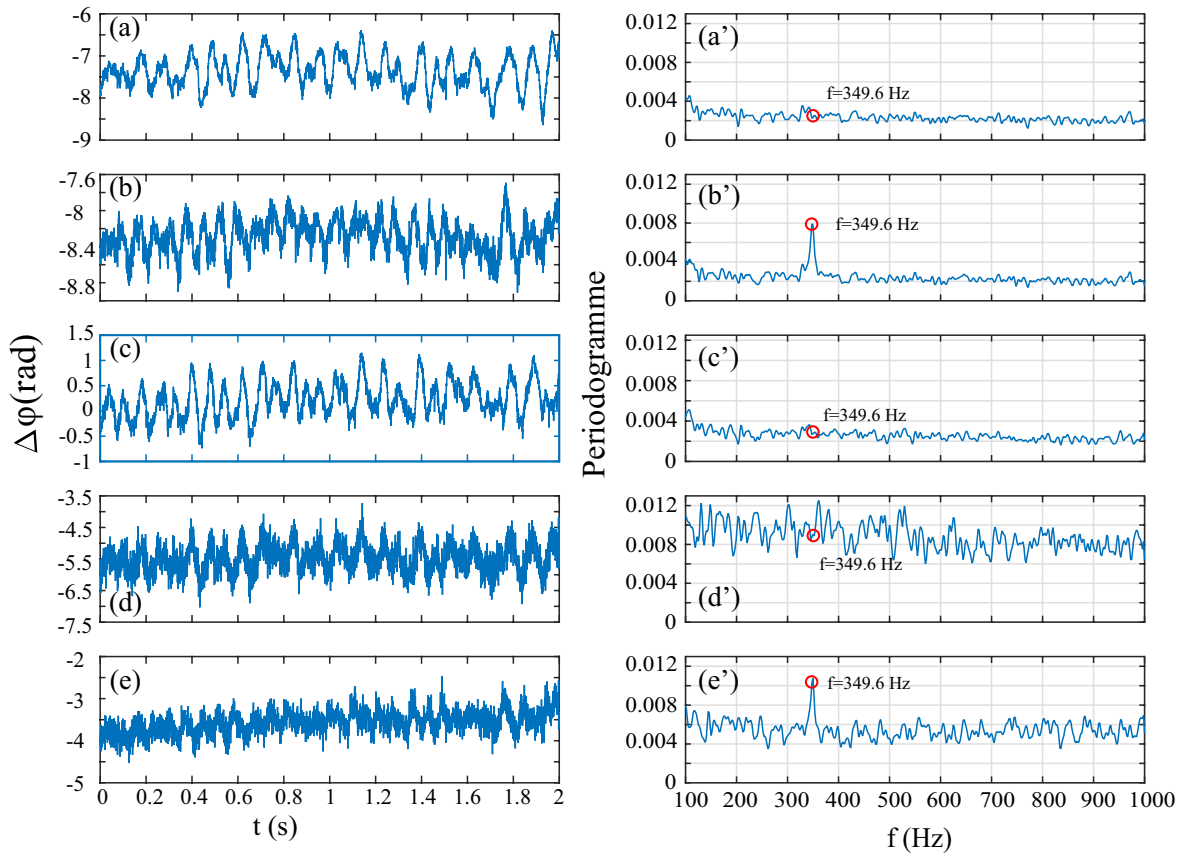 -6
(a)
-7
-8
-9
-7.6
(b)
-8
-8.4
-8.8
1.5
(c)
1
0.5
0
-0.5
-1
-3.5
-4.5
-5.5
-6.5
(d)
-7.5
-2
(e)
-3
-4
-5
0 0.2 0.4 0.6 0.8 1 1.2 1.4 1.6 1.8 2
t (s)
Δφ(rad)
0.012
(a')
0.008
f=349.6 Hz
0.004
0
0.012
(b')
0.008
f=349.6 Hz
0.004
0
0.012
(c')
0.008
f=349.6 Hz
0.004
0
0.012
0.008
f=349.6 Hz
0.004
(d')
0
0.012
(e')
f=349.6 Hz
0.008
0.004
0
100 200 300 400 500 600 700 800 900 1000
f (Hz)
Periodogramme